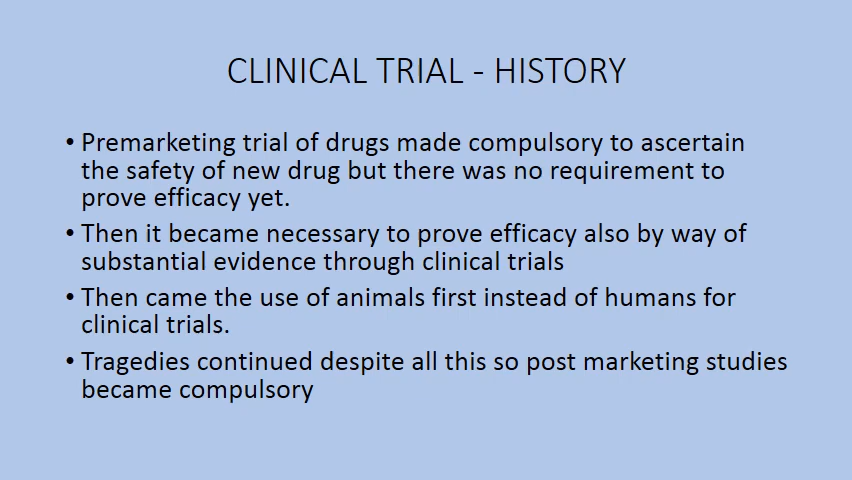 CLINICAL TRIAL - HISTORY
• Premarketing trial of drugs made compulsory to ascertain
the safety of new drug but there was no requirement to
prove efficacy yet.
• Then it became necessary to prove efficacy also by way of
substantial evidence through clinical trials
• Then came the use of animals first instead of humans for
clinical trials.
• Tragedies continued despite all this so post marketing studies
became compulsory